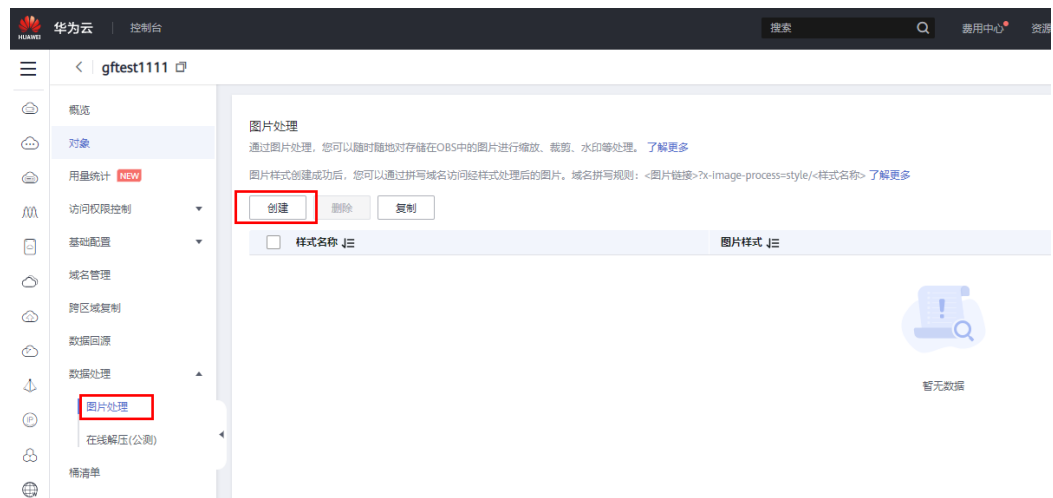 HUAWEI 华为云 控制台 搜索 费用中心 资源
gftest1111
概览
对象
用量统计 NEW
访问权限控制
基础配置
域名管理
跨区域复制
数据回源
数据处理
图片处理
在线解压(公测)
桶清单
图片处理
通过图片处理，您可以随时随地对存储在OBS中的图片进行缩放、裁剪、水印等处理。 了解更多
图片样式创建成功后，您可以通过拼写域名访问经样式处理后的图片。域名拼写规则：<图片链接>?x-image-process=style/<样式名称> 了解更多
创建 删除 复制
样式名称 图片样式
暂无数据
IP